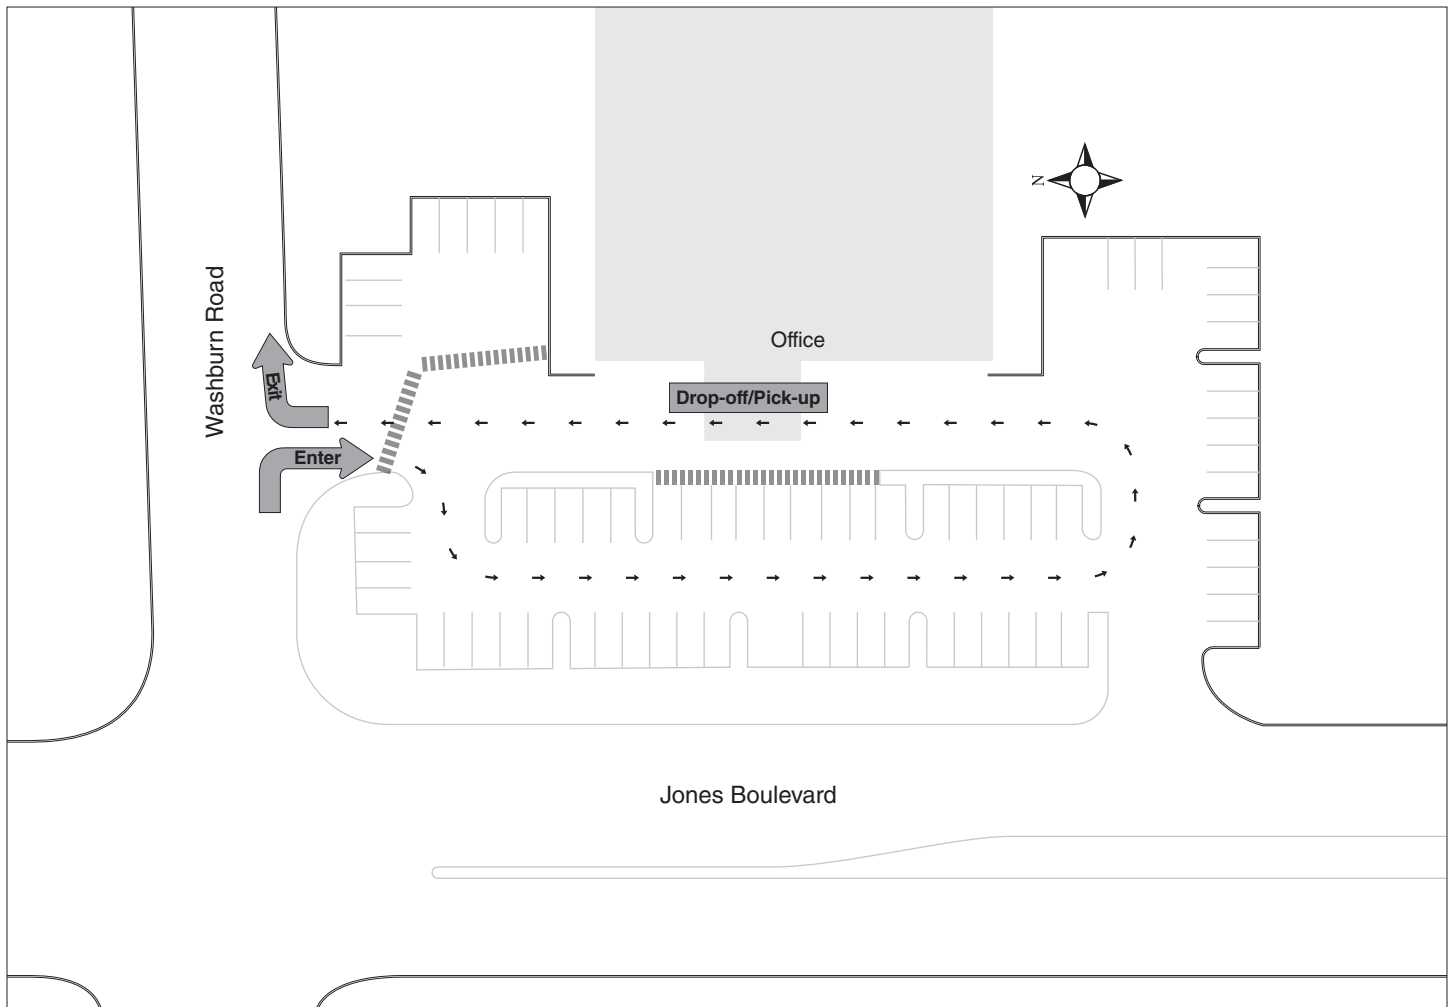 N
Office
Drop-off/Pick-up
Washburn Road
Exit
Enter
Jones Boulevard